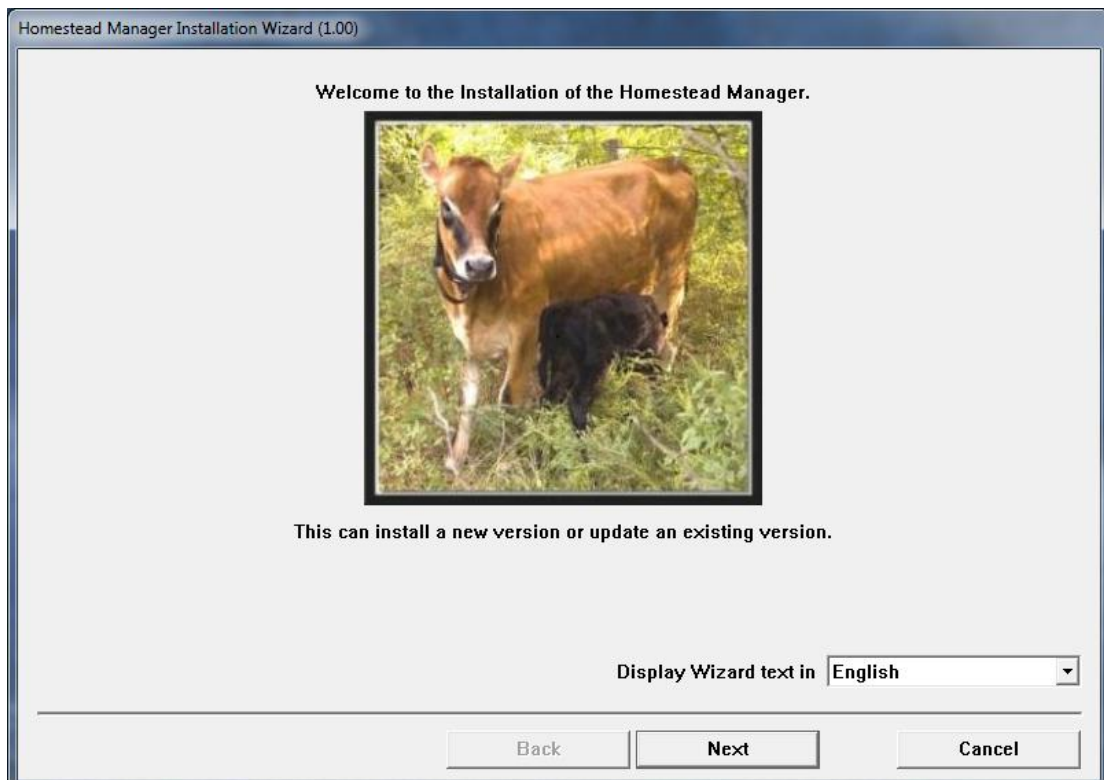 Homestead Manager Installation Wizard (1.00)
Welcome to the Installation of the Homestead Manager.
This can install a new version or update an existing version.
Display Wizard text in English
Back Next Cancel